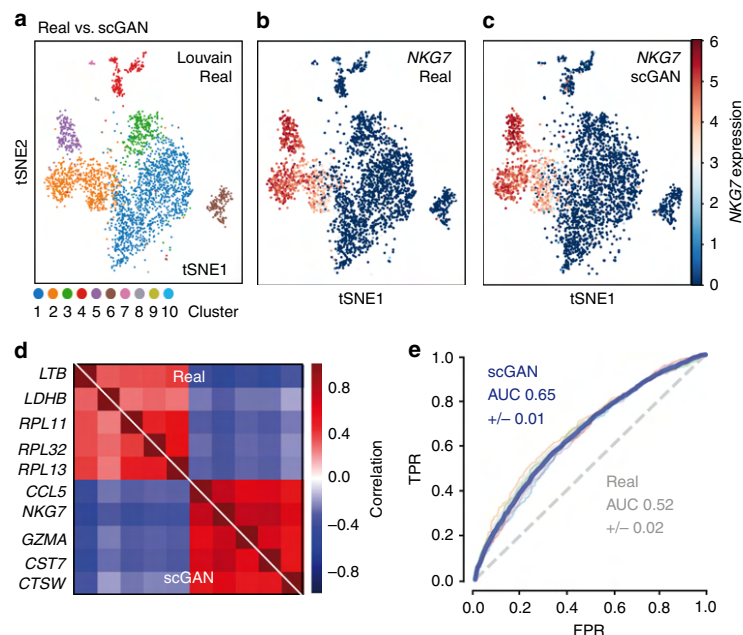 a
Real vs. scGAN
Louvain
Real
tSNE2
tSNE1
1 2 3 4 5 6 7 8 9 10 Cluster
b
NKG7
Real
tSNE1
c
NKG7
scGAN
tSNE1
6
5
4
3
2
1
0
NKG7 expression
d
Real
LTB
LDHB
RPL11
RPL32
RPL13
CCL5
NKG7
GZMA
CST7
CTSW
scGAN
0.8
0.4
0.0
−0.4
−0.8
Correlation
e
1.0
0.8
0.6
0.4
0.2
0.0
TPR
scGAN
AUC 0.65
+/− 0.01
Real
AUC 0.52
+/− 0.02
0.0 0.2 0.4 0.6 0.8 1.0
FPR